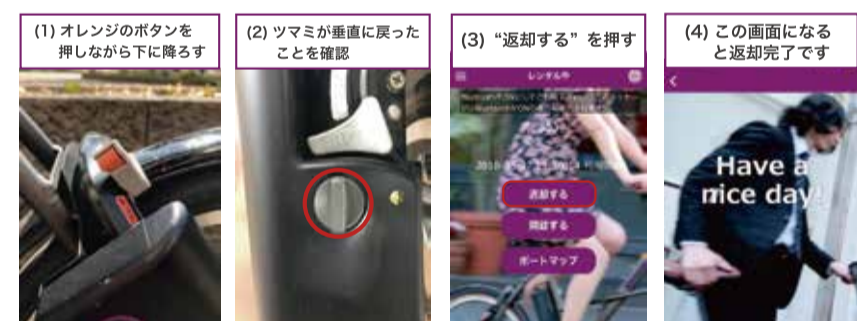 (1) オレンジのボタンを
押しながら下に降ろす
(2) ツマミが垂直に戻った
ことを確認
(3) “返却する” を押す
(4) この画面になる
と返却完了です
レンタル中
返却する
開錠する
ポートマップ
Have a
nice day!